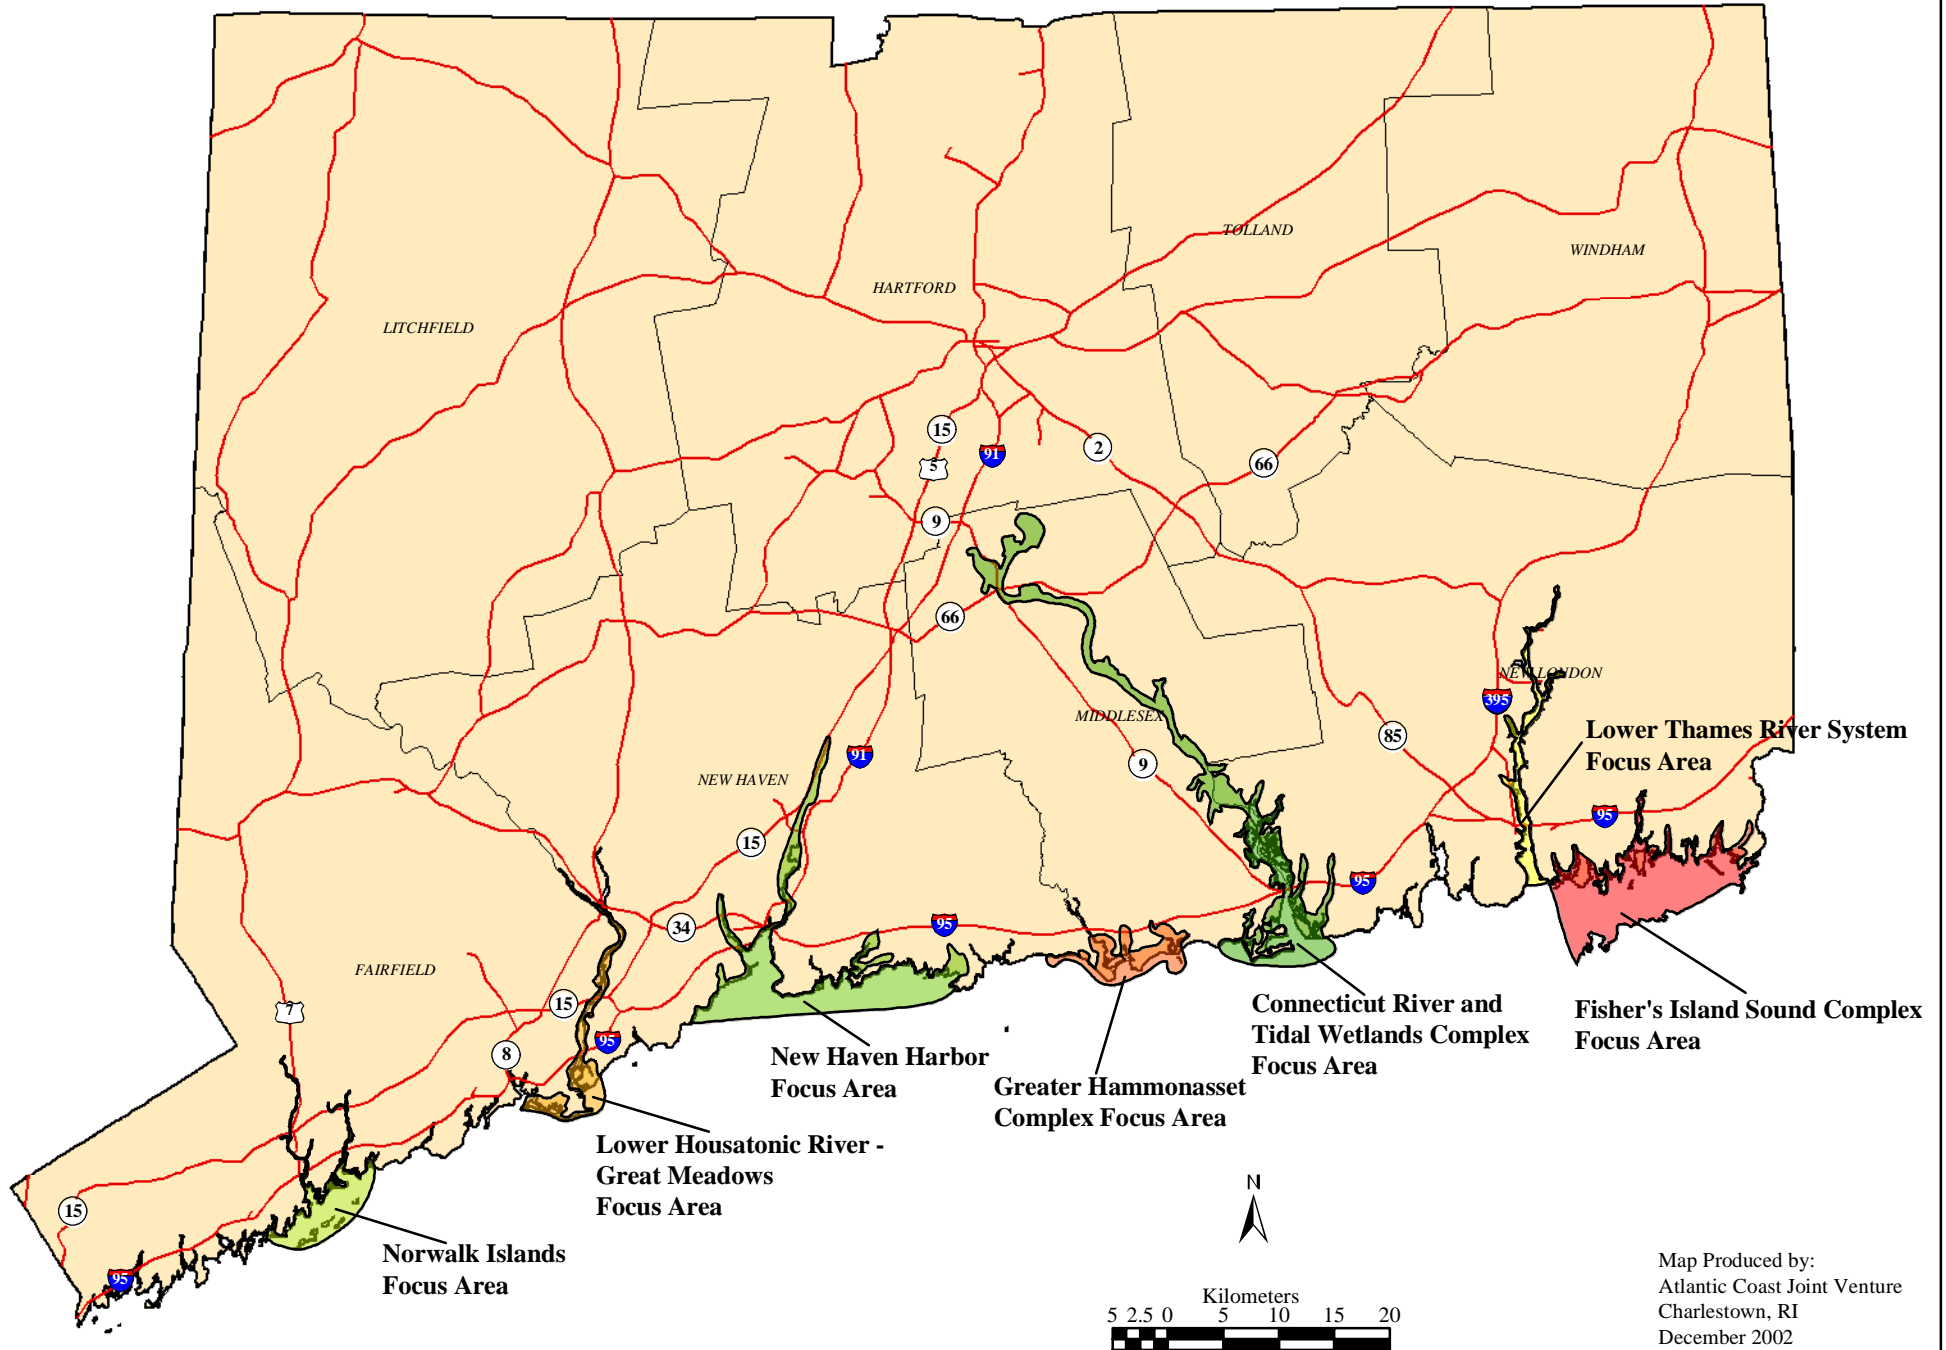 TOLLAND
WINDHAM
HARTFORD
LITCHFIELD
15
2
91
5
66
9
66
NEW LONDON
395
MIDDLESEX
85
Lower Thames River System
Focus Area
91
9
NEW HAVEN
95
15
95
95
34
FAIRFIELD
15
7
95
8
New Haven Harbor
Focus Area
Greater Hammonasset
Complex Focus Area
Connecticut River and
Tidal Wetlands Complex
Focus Area
Fisher's Island Sound Complex
Focus Area
Lower Housatonic River -
Great Meadows
Focus Area
15
Norwalk Islands
Focus Area
95
N
Kilometers
5 2.5 0 5 10 15 20
Map Produced by:
Atlantic Coast Joint Venture
Charlestown, RI
December 2002